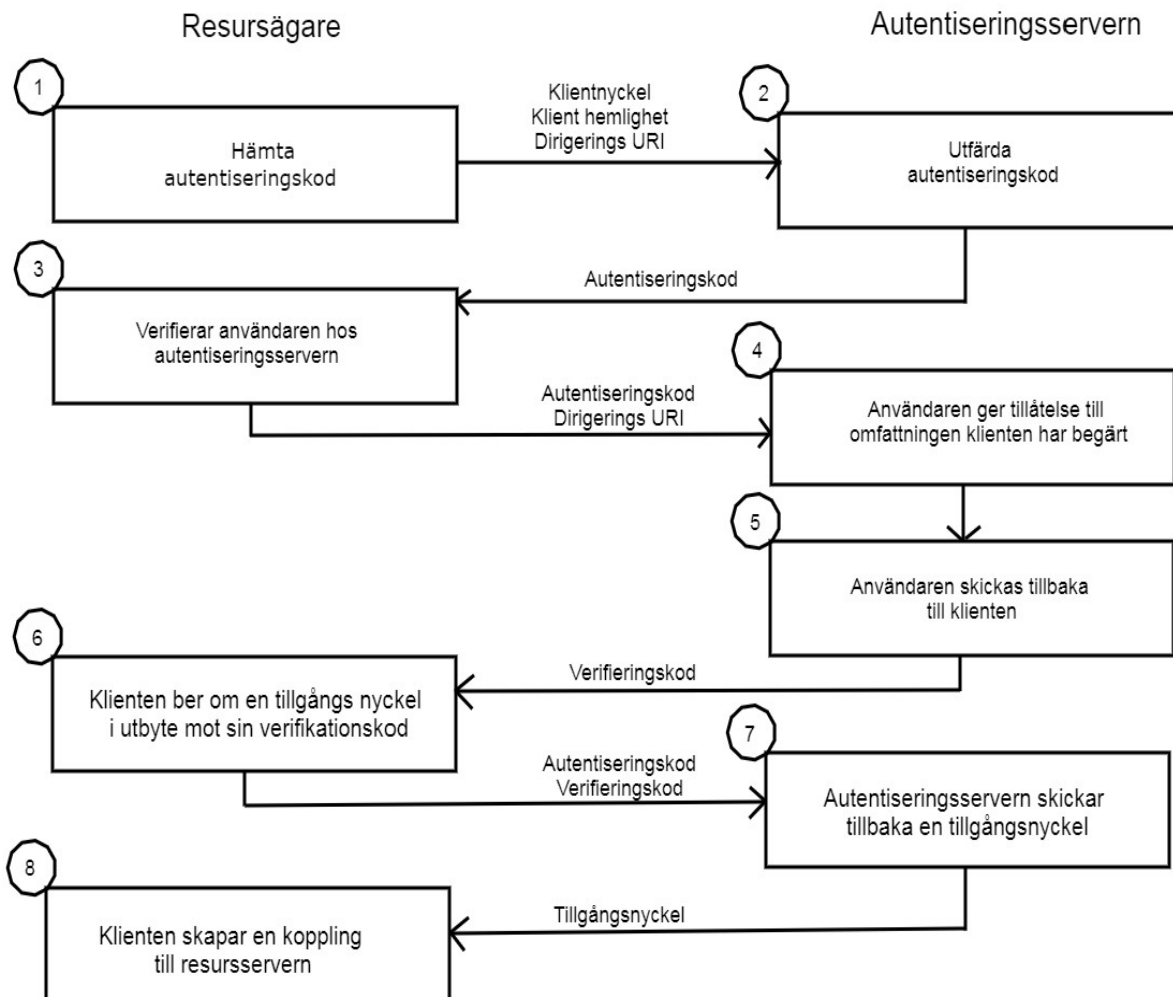 Resursägare
Autentiseringsservern
1
Hämta
autentiseringskod
Klientnyckel
Klient hemlighet
Dirigerings URI
2
Utfärda
autentiseringskod
Autentiseringskod
3
Verifierar användaren hos
autentiseringsservern
Autentiseringskod
Dirigerings URI
4
Användaren ger tillåtelse till
omfattningen klienten har begärt
5
Användaren skickas tillbaka
till klienten
Verifieringskod
6
Klienten ber om en tillgångs nyckel
i utbyte mot sin verifikationskod
Autentiseringskod
Verifieringskod
7
Autentiseringsservern skickar
tillbaka en tillgångsnyckel
Tillgångsnyckel
8
Klienten skapar en koppling
till resursservern